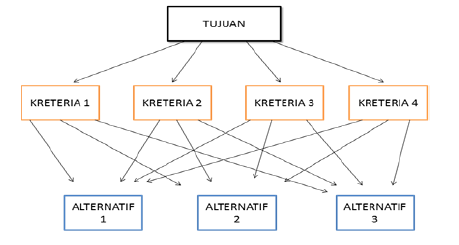 TUJUAN
KRETERIA 1
KRETERIA 2
KRETERIA 3
KRETERIA 4
ALTERNATIF
1
ALTERNATIF
2
ALTERNATIF
3